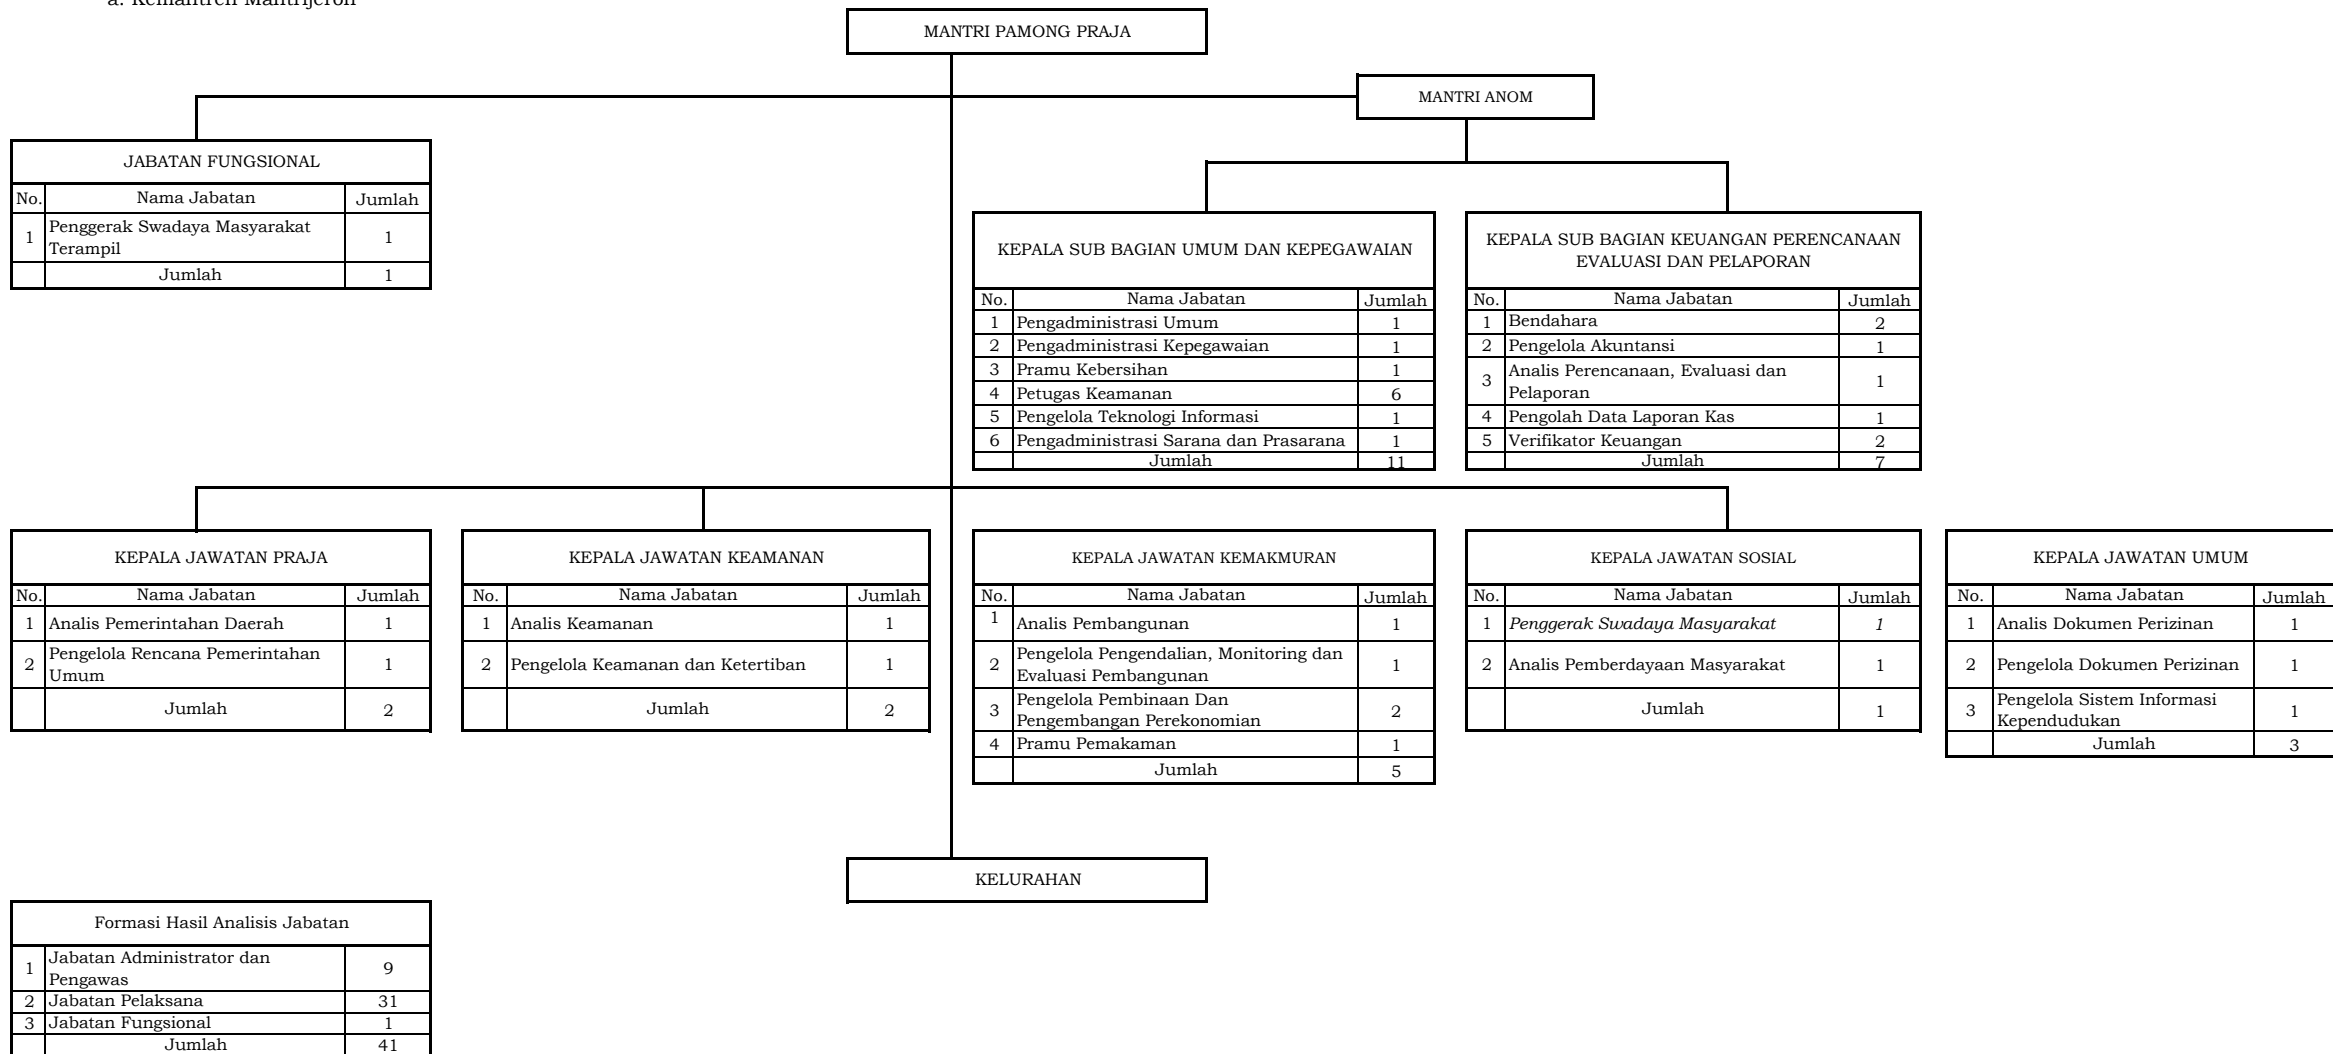 a. Kemantren Mantrijeron
MANTRI PAMONG PRAJA
MANTRI ANOM
JABATAN FUNGSIONAL
No. Nama Jabatan Jumlah
1 Penggerak Swadaya Masyarakat
Terampil 1
Jumlah 1
KEPALA SUB BAGIAN UMUM DAN KEPEGAWAIAN
No. Nama Jabatan Jumlah
1 Pengadministrasi Umum 1
2 Pengadministrasi Kepegawaian 1
3 Pramu Kebersihan 1
4 Petugas Keamanan 6
5 Pengelola Teknologi Informasi 1
6 Pengadministrasi Sarana dan Prasarana 1
Jumlah 11
KEPALA SUB BAGIAN KEUANGAN PERENCANAAN
EVALUASI DAN PELAPORAN
No. Nama Jabatan Jumlah
1 Bendahara 2
2 Pengelola Akuntansi 1
3 Analis Perencanaan, Evaluasi dan
Pelaporan 1
4 Pengolah Data Laporan Kas 1
5 Verifikator Keuangan 2
Jumlah 7
KEPALA JAWATAN PRAJA
No. Nama Jabatan Jumlah
1 Analis Pemerintahan Daerah 1
2 Pengelola Rencana Pemerintahan
Umum 1
Jumlah 2
KEPALA JAWATAN KEAMANAN
No. Nama Jabatan Jumlah
1 Analis Keamanan 1
2 Pengelola Keamanan dan Ketertiban 1
Jumlah 2
KEPALA JAWATAN KEMAKMURAN
No. Nama Jabatan Jumlah
1 Analis Pembangunan 1
2 Pengelola Pengendalian, Monitoring dan
Evaluasi Pembangunan 1
3 Pengelola Pembinaan Dan
Pengembangan Perekonomian 2
4 Pramu Pemakaman 1
Jumlah 5
KEPALA JAWATAN SOSIAL
No. Nama Jabatan Jumlah
1 Penggerak Swadaya Masyarakat 1
2 Analis Pemberdayaan Masyarakat 1
Jumlah 1
KEPALA JAWATAN UMUM
No. Nama Jabatan Jumlah
1 Analis Dokumen Perizinan 1
2 Pengelola Dokumen Perizinan 1
3 Pengelola Sistem Informasi
Kependudukan 1
Jumlah 3
KELURAHAN
Formasi Hasil Analisis Jabatan
1 Jabatan Administrator dan
Pengawas 9
2 Jabatan Pelaksana 31
3 Jabatan Fungsional 1
Jumlah 41